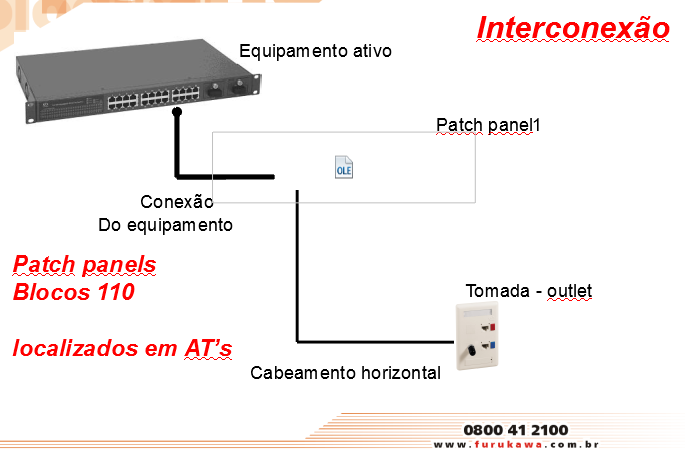 Interconexão
Equipamento ativo
Patch panel1
OLE
Conexão
Do equipamento
Patch panels
Blocos 110
localizados em AT's
Tomada - outlet
Cabeamento horizontal
0800 41 2100
www.furukawa.com.br